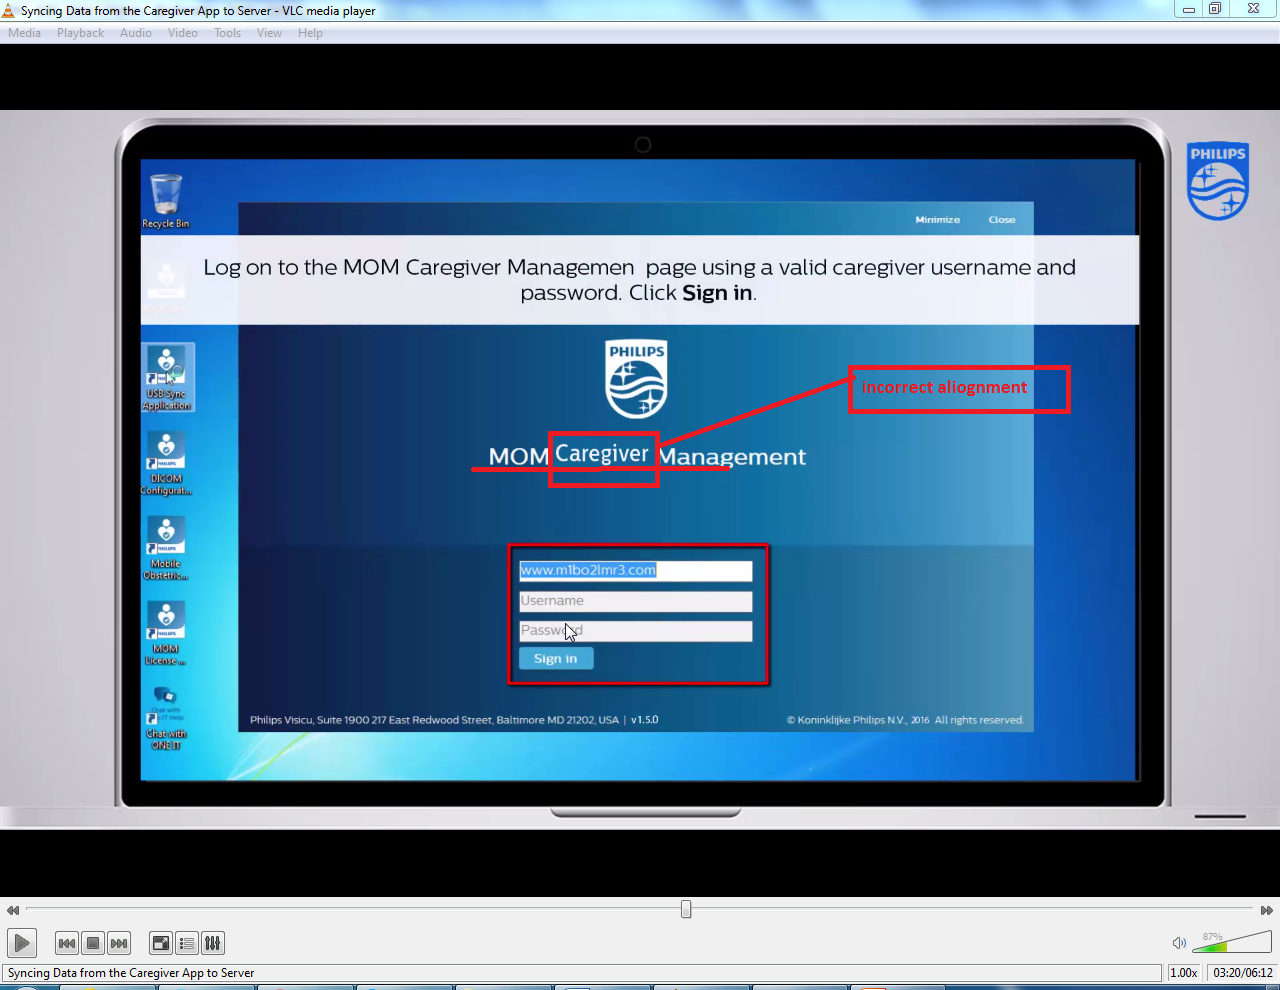 Syncing Data from the Caregiver App to Server - VLC media player
Media Playback Audio Video Tools View Help
PHILIPS
Recycle Bin
Minimize Close
Log on to the MOM Caregiver Managemen page using a valid caregiver username and
password. Click Sign in.
PHILIPS
USB Sync
Application
incorrect aliognment
MOM Caregiver Management
DICOM
Configurat...
www.m1bo2lmr3.com
Mobile
Obstetric...
Username
Password
MOM
License ...
Sign in
Chat with
ONE IT
Philips Visicu, Suite 1900 217 East Redwood Street, Baltimore MD 21202, USA | v1.5.0
© Koninklijke Philips N.V., 2016 All rights reserved.
87%
Syncing Data from the Caregiver App to Server
1.00x 03:20/06:12